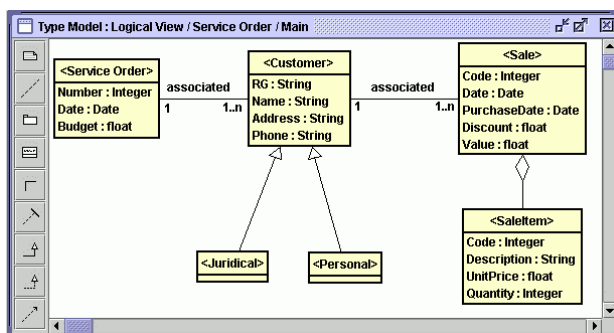 Type Model : Logical View / Service Order / Main
<Service Order>
Number : Integer
Date : Date
Budget : float
associated
1
1..n
<Customer>
RG : String
Name : String
Address : String
Phone : String
associated
1
1..n
<Sale>
Code : Integer
Date : Date
PurchaseDate : Date
Discount : float
Value : float
<Juridical>
<Personal>
<SaleItem>
Code : Integer
Description : String
UnitPrice : float
Quantity : Integer